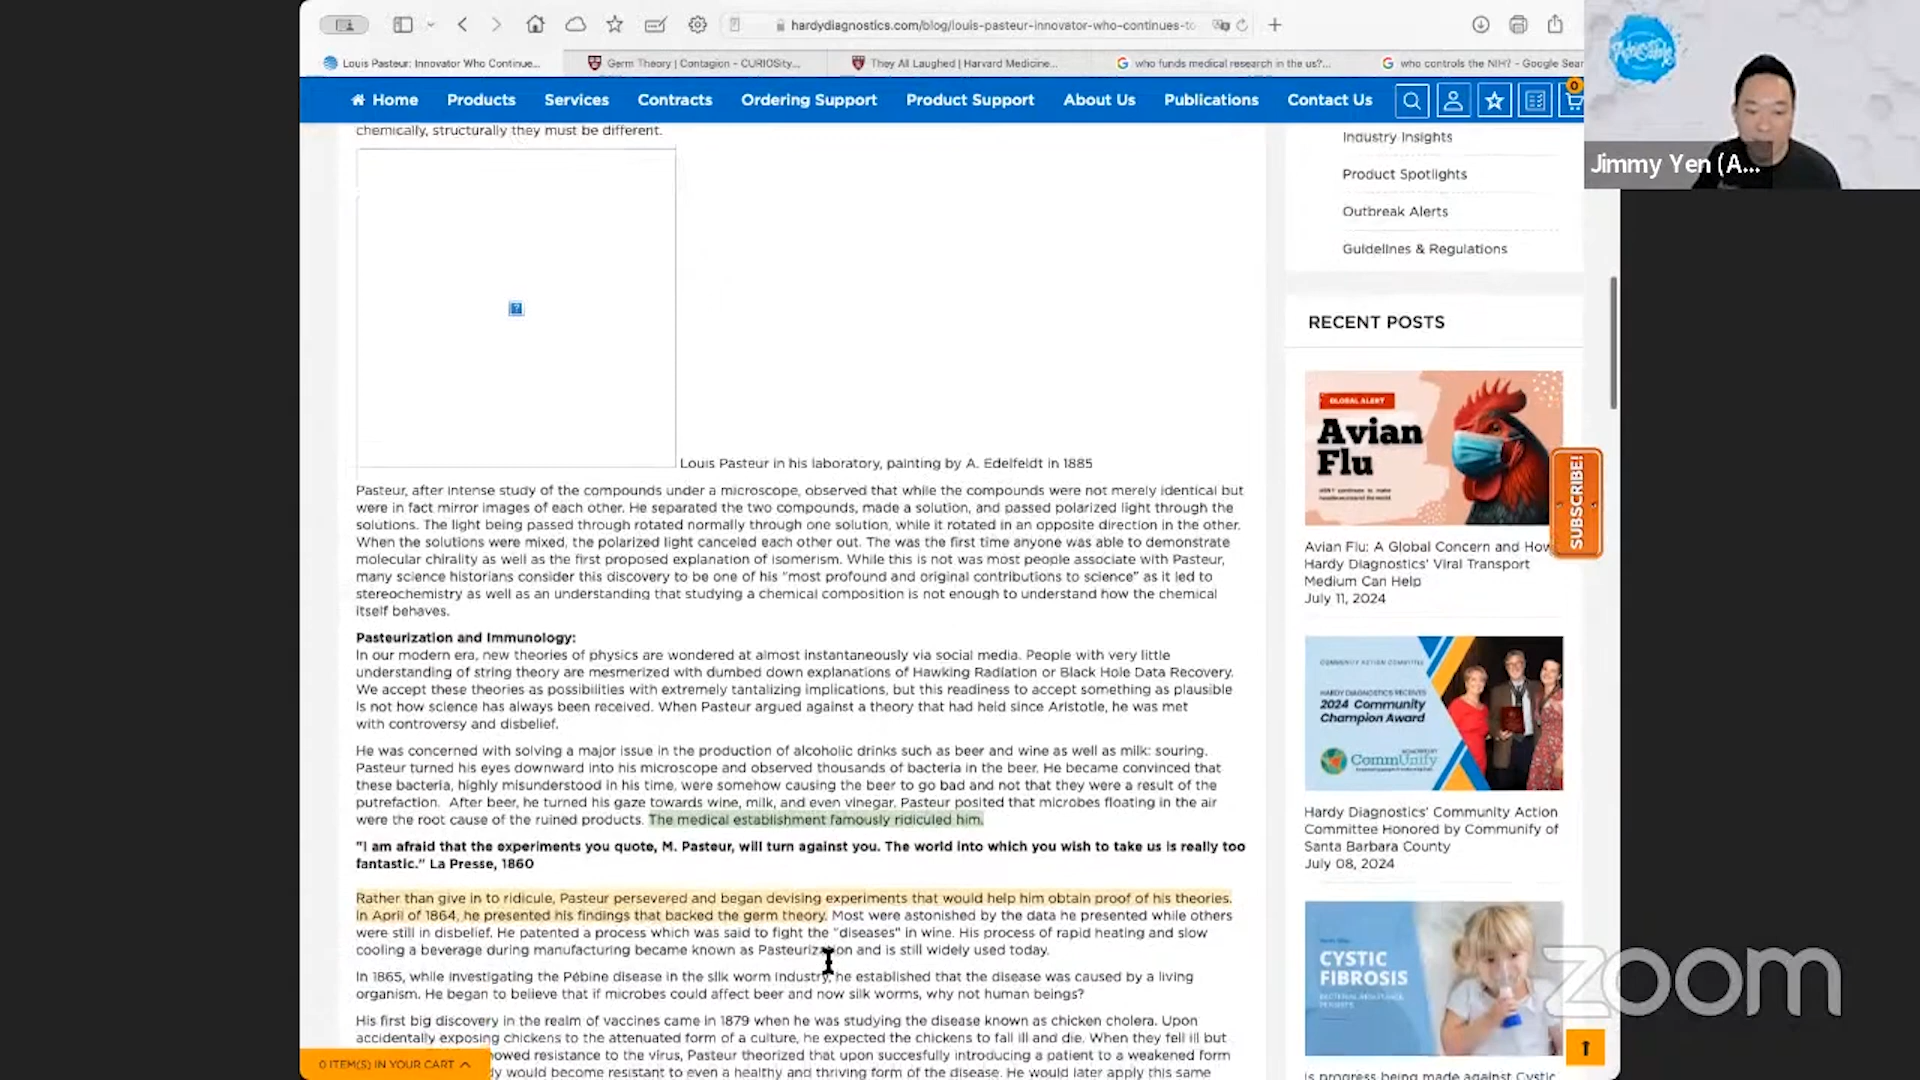 hardydiagnostics.com/blog/louis-pasteur-innovator-who-continues-to
Louis Pasteur: Innovator Who Continue...
Germ Theory | Contagion - CURIOSity...
They All Laughed | Harvard Medicine...
who funds medical research in the us?...
who controls the NIH? - Google Sear
Home
Products
Services
Contracts
Ordering Support
Product Support
About Us
Publications
Contact Us
0
Jimmy Yen (A...
chemically, structurally they must be different.
Louis Pasteur in his laboratory, painting by A. Edelfeldt in 1885
Pasteur, after intense study of the compounds under a microscope, observed that while the compounds were not merely identical but
were in fact mirror images of each other. He separated the two compounds, made a solution, and passed polarized light through the
solutions. The light being passed through rotated normally through one solution, while it rotated in an opposite direction in the other.
When the solutions were mixed, the polarized light canceled each other out. The was the first time anyone was able to demonstrate
molecular chirality as well as the first proposed explanation of isomerism. While this is not was most people associate with Pasteur,
many science historians consider this discovery to be one of his "most profound and original contributions to science" as it led to
stereochemistry as well as an understanding that studying a chemical composition is not enough to understand how the chemical
itself behaves.
Pasteurization and Immunology:
In our modern era, new theories of physics are wondered at almost instantaneously via social media. People with very little
understanding of string theory are mesmerized with dumbed down explanations of Hawking Radiation or Black Hole Data Recovery.
We accept these theories as possibilities with extremely tantalizing implications, but this readiness to accept something as plausible
is not how science has always been received. When Pasteur argued against a theory that had held since Aristotle, he was met
with controversy and disbelief.
He was concerned with solving a major issue in the production of alcoholic drinks such as beer and wine as well as milk: souring.
Pasteur turned his eyes downward into his microscope and observed thousands of bacteria in the beer. He became convinced that
these bacteria, highly misunderstood in his time, were somehow causing the beer to go bad and not that they were a result of the
putrefaction. After beer, he turned his gaze towards wine, milk, and even vinegar. Pasteur posited that microbes floating in the air
were the root cause of the ruined products. The medical establishment famously ridiculed him.
"I am afraid that the experiments you quote, M. Pasteur, will turn against you. The world into which you wish to take us is really too
fantastic." La Presse, 1860
Rather than give in to ridicule, Pasteur persevered and began devising experiments that would help him obtain proof of his theories.
In April of 1864, he presented his findings that backed the germ theory. Most were astonished by the data he presented while others
were still in disbelief. He patented a process which was said to fight the "diseases" in wine. His process of rapid heating and slow
cooling a beverage during manufacturing became known as Pasteurization and is still widely used today.
In 1865, while investigating the Pébine disease in the silk worm industry, he established that the disease was caused by a living
organism. He began to believe that if microbes could affect beer and now silk worms, why not human beings?
His first big discovery in the realm of vaccines came in 1879 when he was studying the disease known as chicken cholera. Upon
accidentally exposing chickens to the attenuated form of a culture, he expected the chickens to fall ill and die. When they fell ill but
owed resistance to the virus, Pasteur theorized that upon succesfully introducing a patient to a weakened form
dy would become resistant to even a healthy and thriving form of the disease. He would later apply this same
0 ITEM(S) IN YOUR CART
Industry Insights
Product Spotlights
Outbreak Alerts
Guidelines & Regulations
RECENT POSTS
GLOBAL ALERT
Avian
Flu
SUBSCRIBE!
Avian Flu: A Global Concern and How
Hardy Diagnostics' Viral Transport
Medium Can Help
July 11, 2024
COMMUNITY ACTION COMMITTEE
HARDY DIAGNOSTICS RECEIVES
2024 Community
Champion Award
CommUnify
Hardy Diagnostics' Community Action
Committee Honored by Community of
Santa Barbara County
July 08, 2024
CYSTIC
FIBROSIS
is progress being made against Cystic
zoom